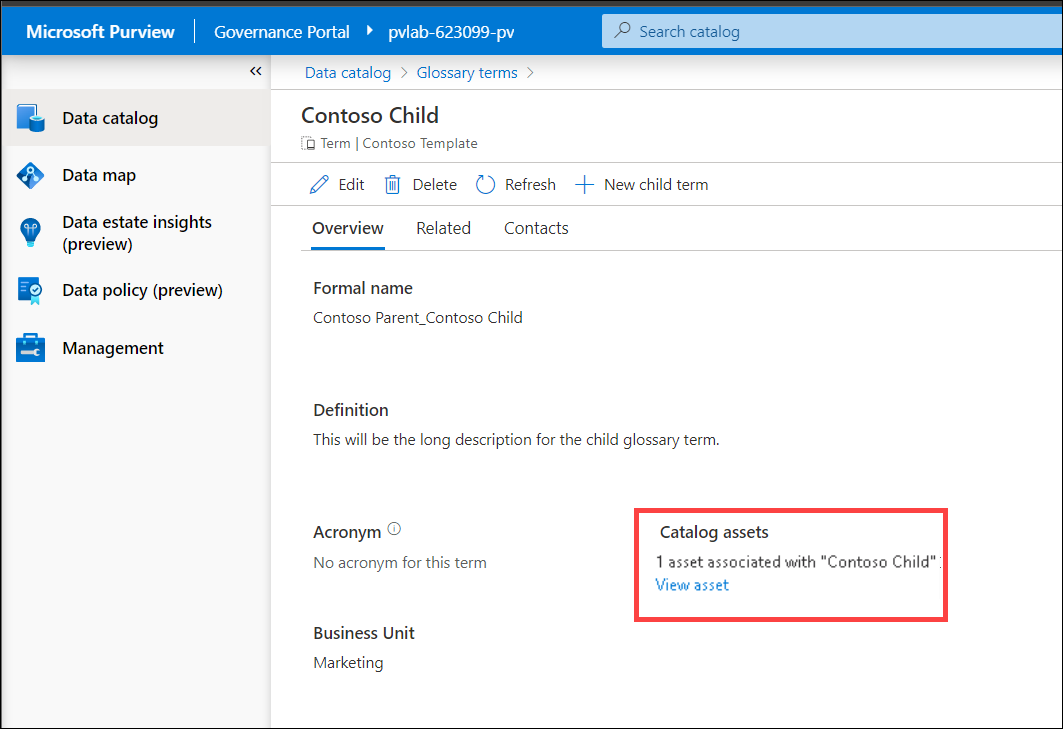 Microsoft Purview
Governance Portal
pvlab-623099-pv
Search catalog
Data catalog
Data map
Data estate insights
(preview)
Data policy (preview)
Management
Data catalog > Glossary terms >
Contoso Child
Term | Contoso Template
Edit
Delete
Refresh
New child term
Overview
Related
Contacts
Formal name
Contoso Parent_Contoso Child
Definition
This will be the long description for the child glossary term.
Acronym
No acronym for this term
Catalog assets
1 asset associated with "Contoso Child"
View asset
Business Unit
Marketing